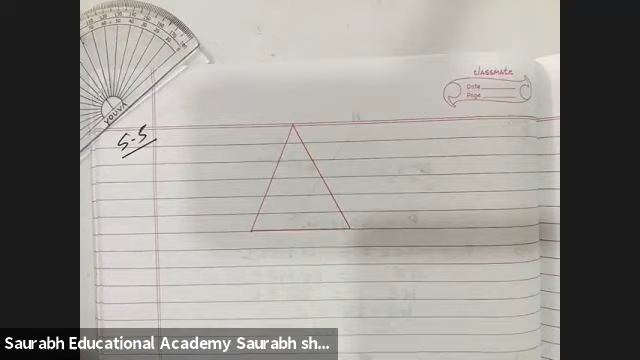 YOUVA
classmate
Date
Page
5.5
Saurabh Educational Academy Saurabh sh...